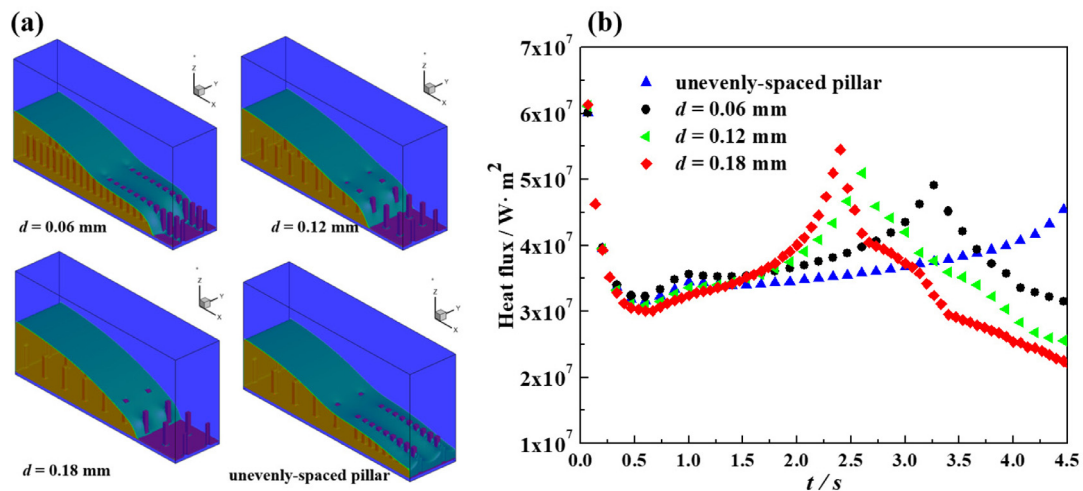 (a)
Z
Y
X
d = 0.06 mm
Z
Y
X
d = 0.12 mm
Z
Y
X
d = 0.18 mm
Z
Y
X
unevenly-spaced pillar
(b)
Heat flux / W· m²
7x10⁷
6x10⁷
5x10⁷
4x10⁷
3x10⁷
2x10⁷
1x10⁷
unevenly-spaced pillar
d = 0.06 mm
d = 0.12 mm
d = 0.18 mm
0.0 0.5 1.0 1.5 2.0 2.5 3.0 3.5 4.0 4.5
t / s